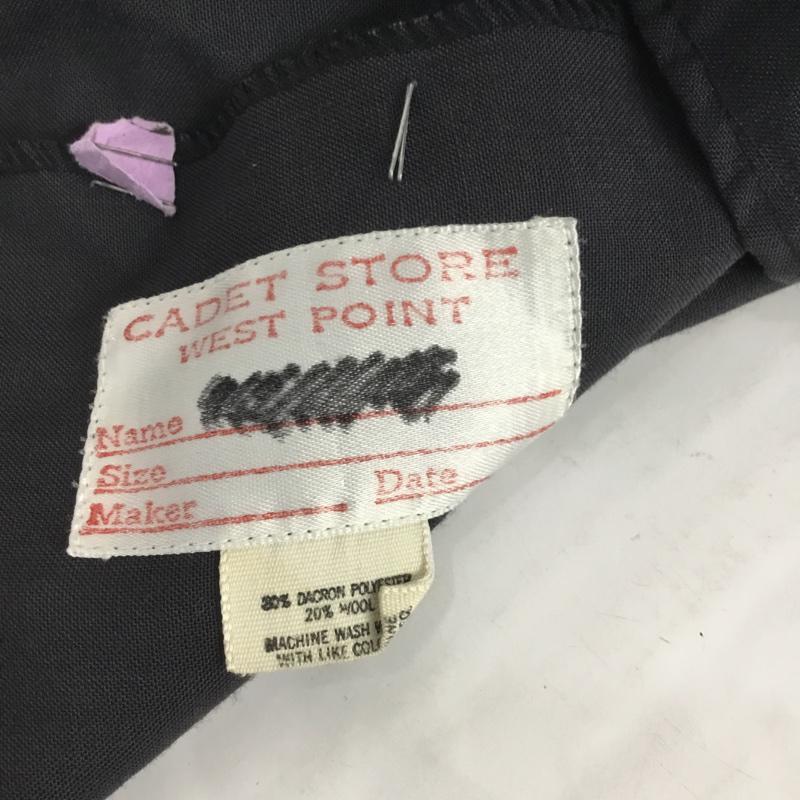 CADET STORE
WEST POINT
Name
Size
Maker Date
80% DACRON POLYESTER
20% WOOL
MACHINE WASH W
WITH LIKE COL